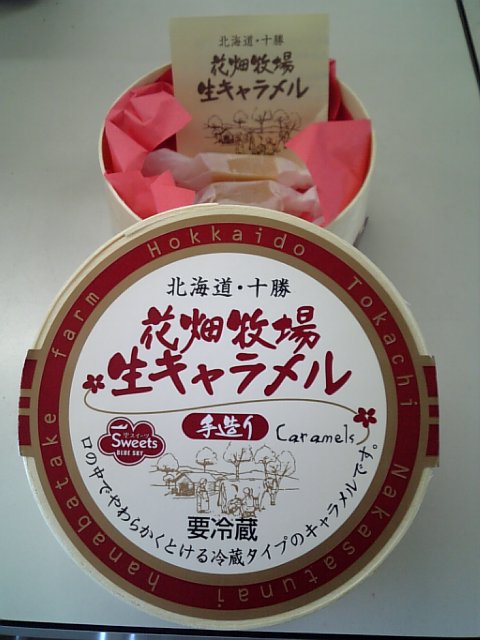 北海道・十勝
花畑牧場
生キャラメル
Hokkaido Tokachi Nakasatunai hanabatake farm
北海道・十勝
花畑牧場
生キャラメル
手造り
Caramels
Sweets
BLUE SKY
要冷蔵
口の中でやわらかくとける冷蔵タイプのキャラメルです。